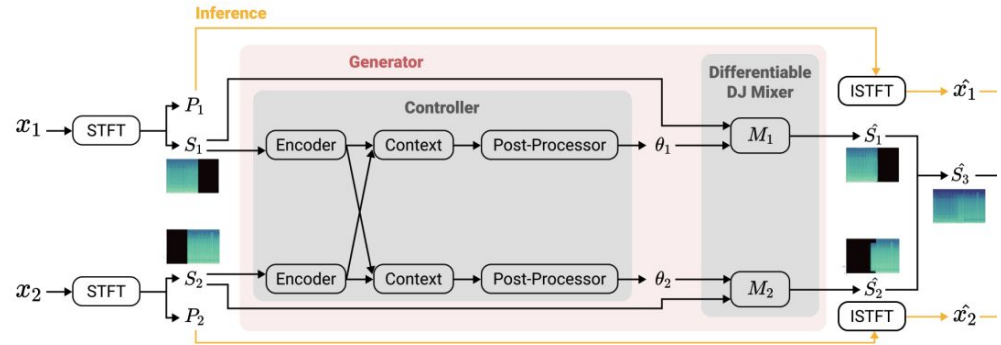 Inference
Generator
Differentiable
DJ Mixer
Controller
x₁ STFT P₁ S₁
Encoder Context Post-Processor θ₁ M₁
ISTFT x̂₁
Ŝ₁
Ŝ₃
x₂ STFT S₂ P₂
Encoder Context Post-Processor θ₂ M₂
Ŝ₂
ISTFT x̂₂